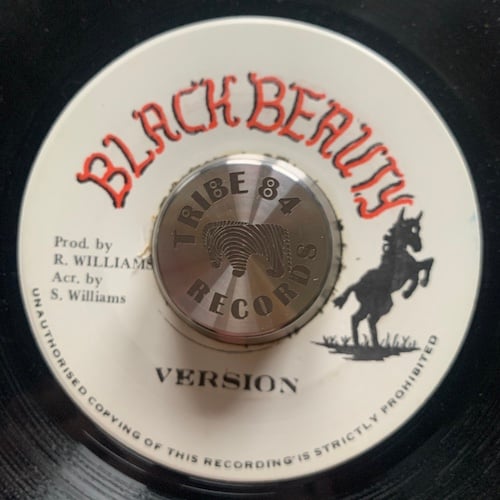 BLACK BEAUTY
TRIBE 84
RECORDS
Prod. by
R. WILLIAMS
Acr. by
S. Williams
VERSION
UNAUTHORISED COPYING OF THIS RECORDING IS STRICTLY PROHIBITED